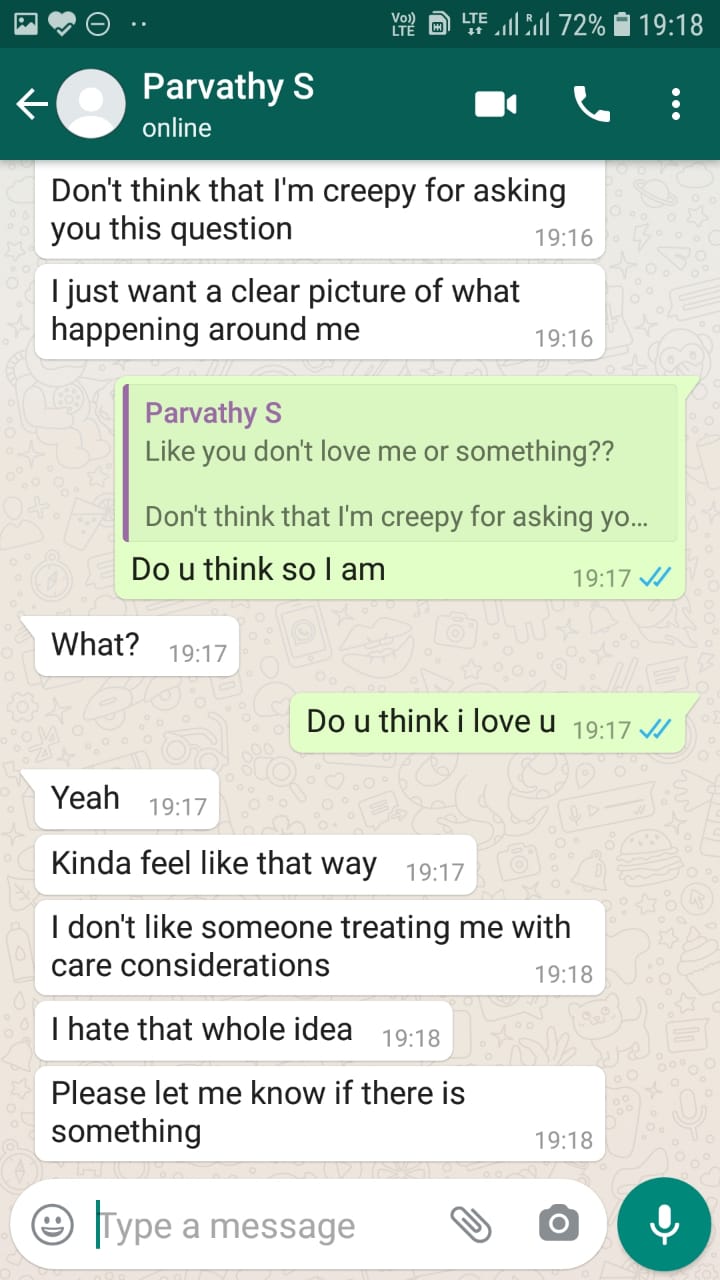 Vo)) LTE LTE R 72% 19:18
Parvathy S
online
Don't think that I'm creepy for asking
you this question 19:16
I just want a clear picture of what
happening around me 19:16
Parvathy S
Like you don't love me or something??
Don't think that I'm creepy for asking yo...
Do u think so I am 19:17
What? 19:17
Do u think i love u 19:17
Yeah 19:17
Kinda feel like that way 19:17
I don't like someone treating me with
care considerations 19:18
I hate that whole idea 19:18
Please let me know if there is
something 19:18
Type a message